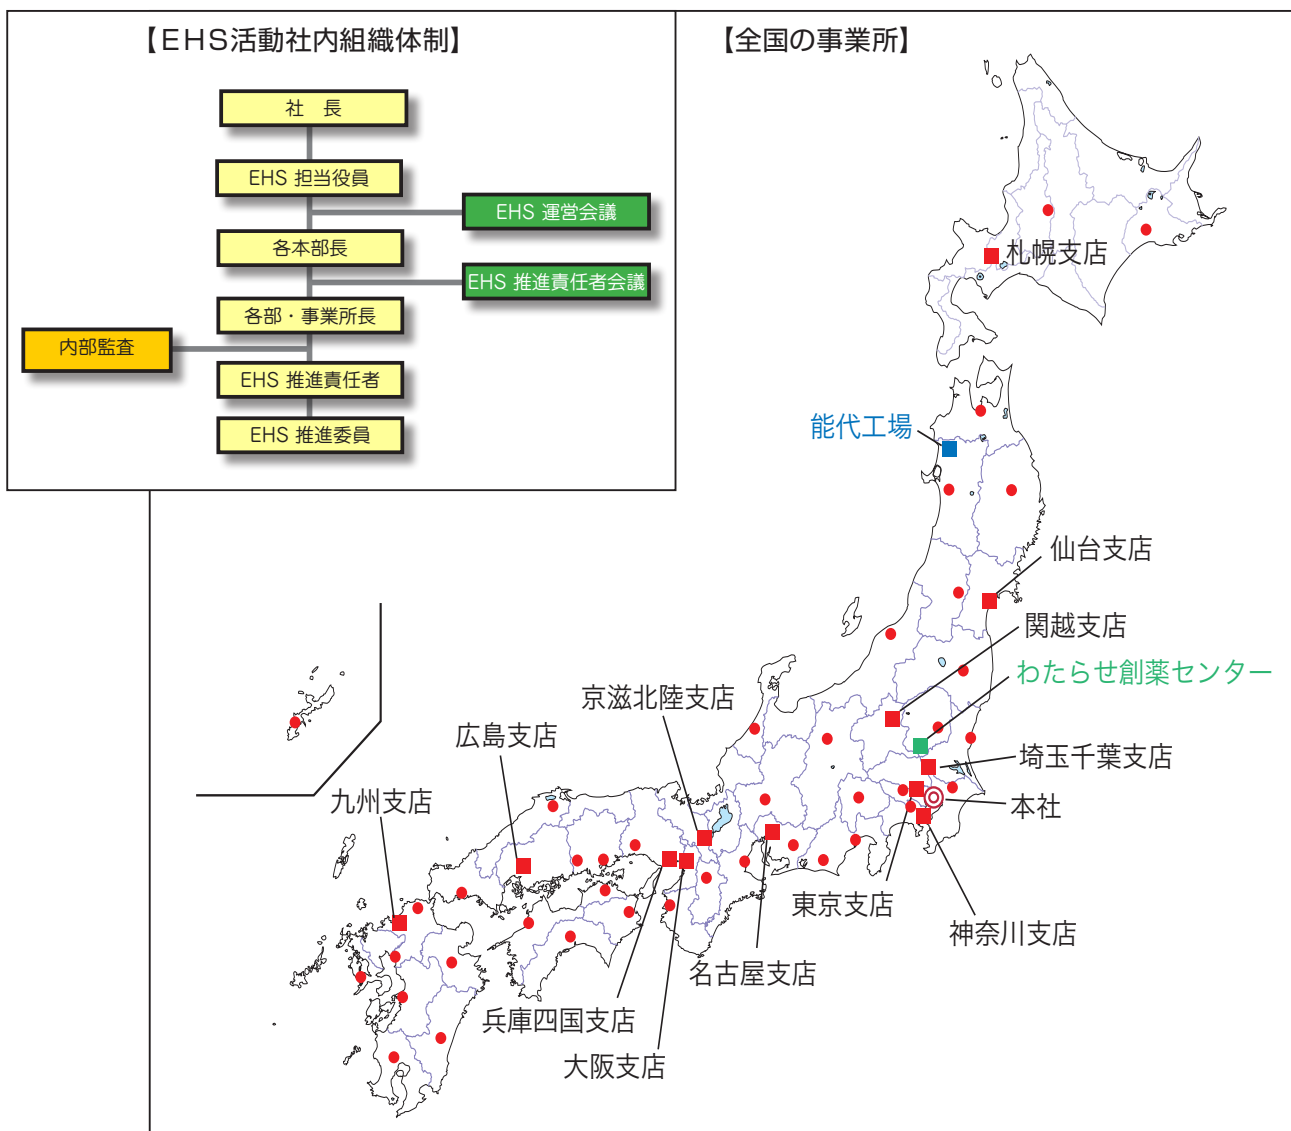 【EHS活動社内組織体制】
社　長
EHS 担当役員
EHS 運営会議
各本部長
EHS 推進責任者会議
各部・事業所長
内部監査
EHS 推進責任者
EHS 推進委員
【全国の事業所】
札幌支店
能代工場
仙台支店
関越支店
わたらせ創薬センター
京滋北陸支店
広島支店
埼玉千葉支店
九州支店
本社
東京支店
神奈川支店
名古屋支店
兵庫四国支店
大阪支店